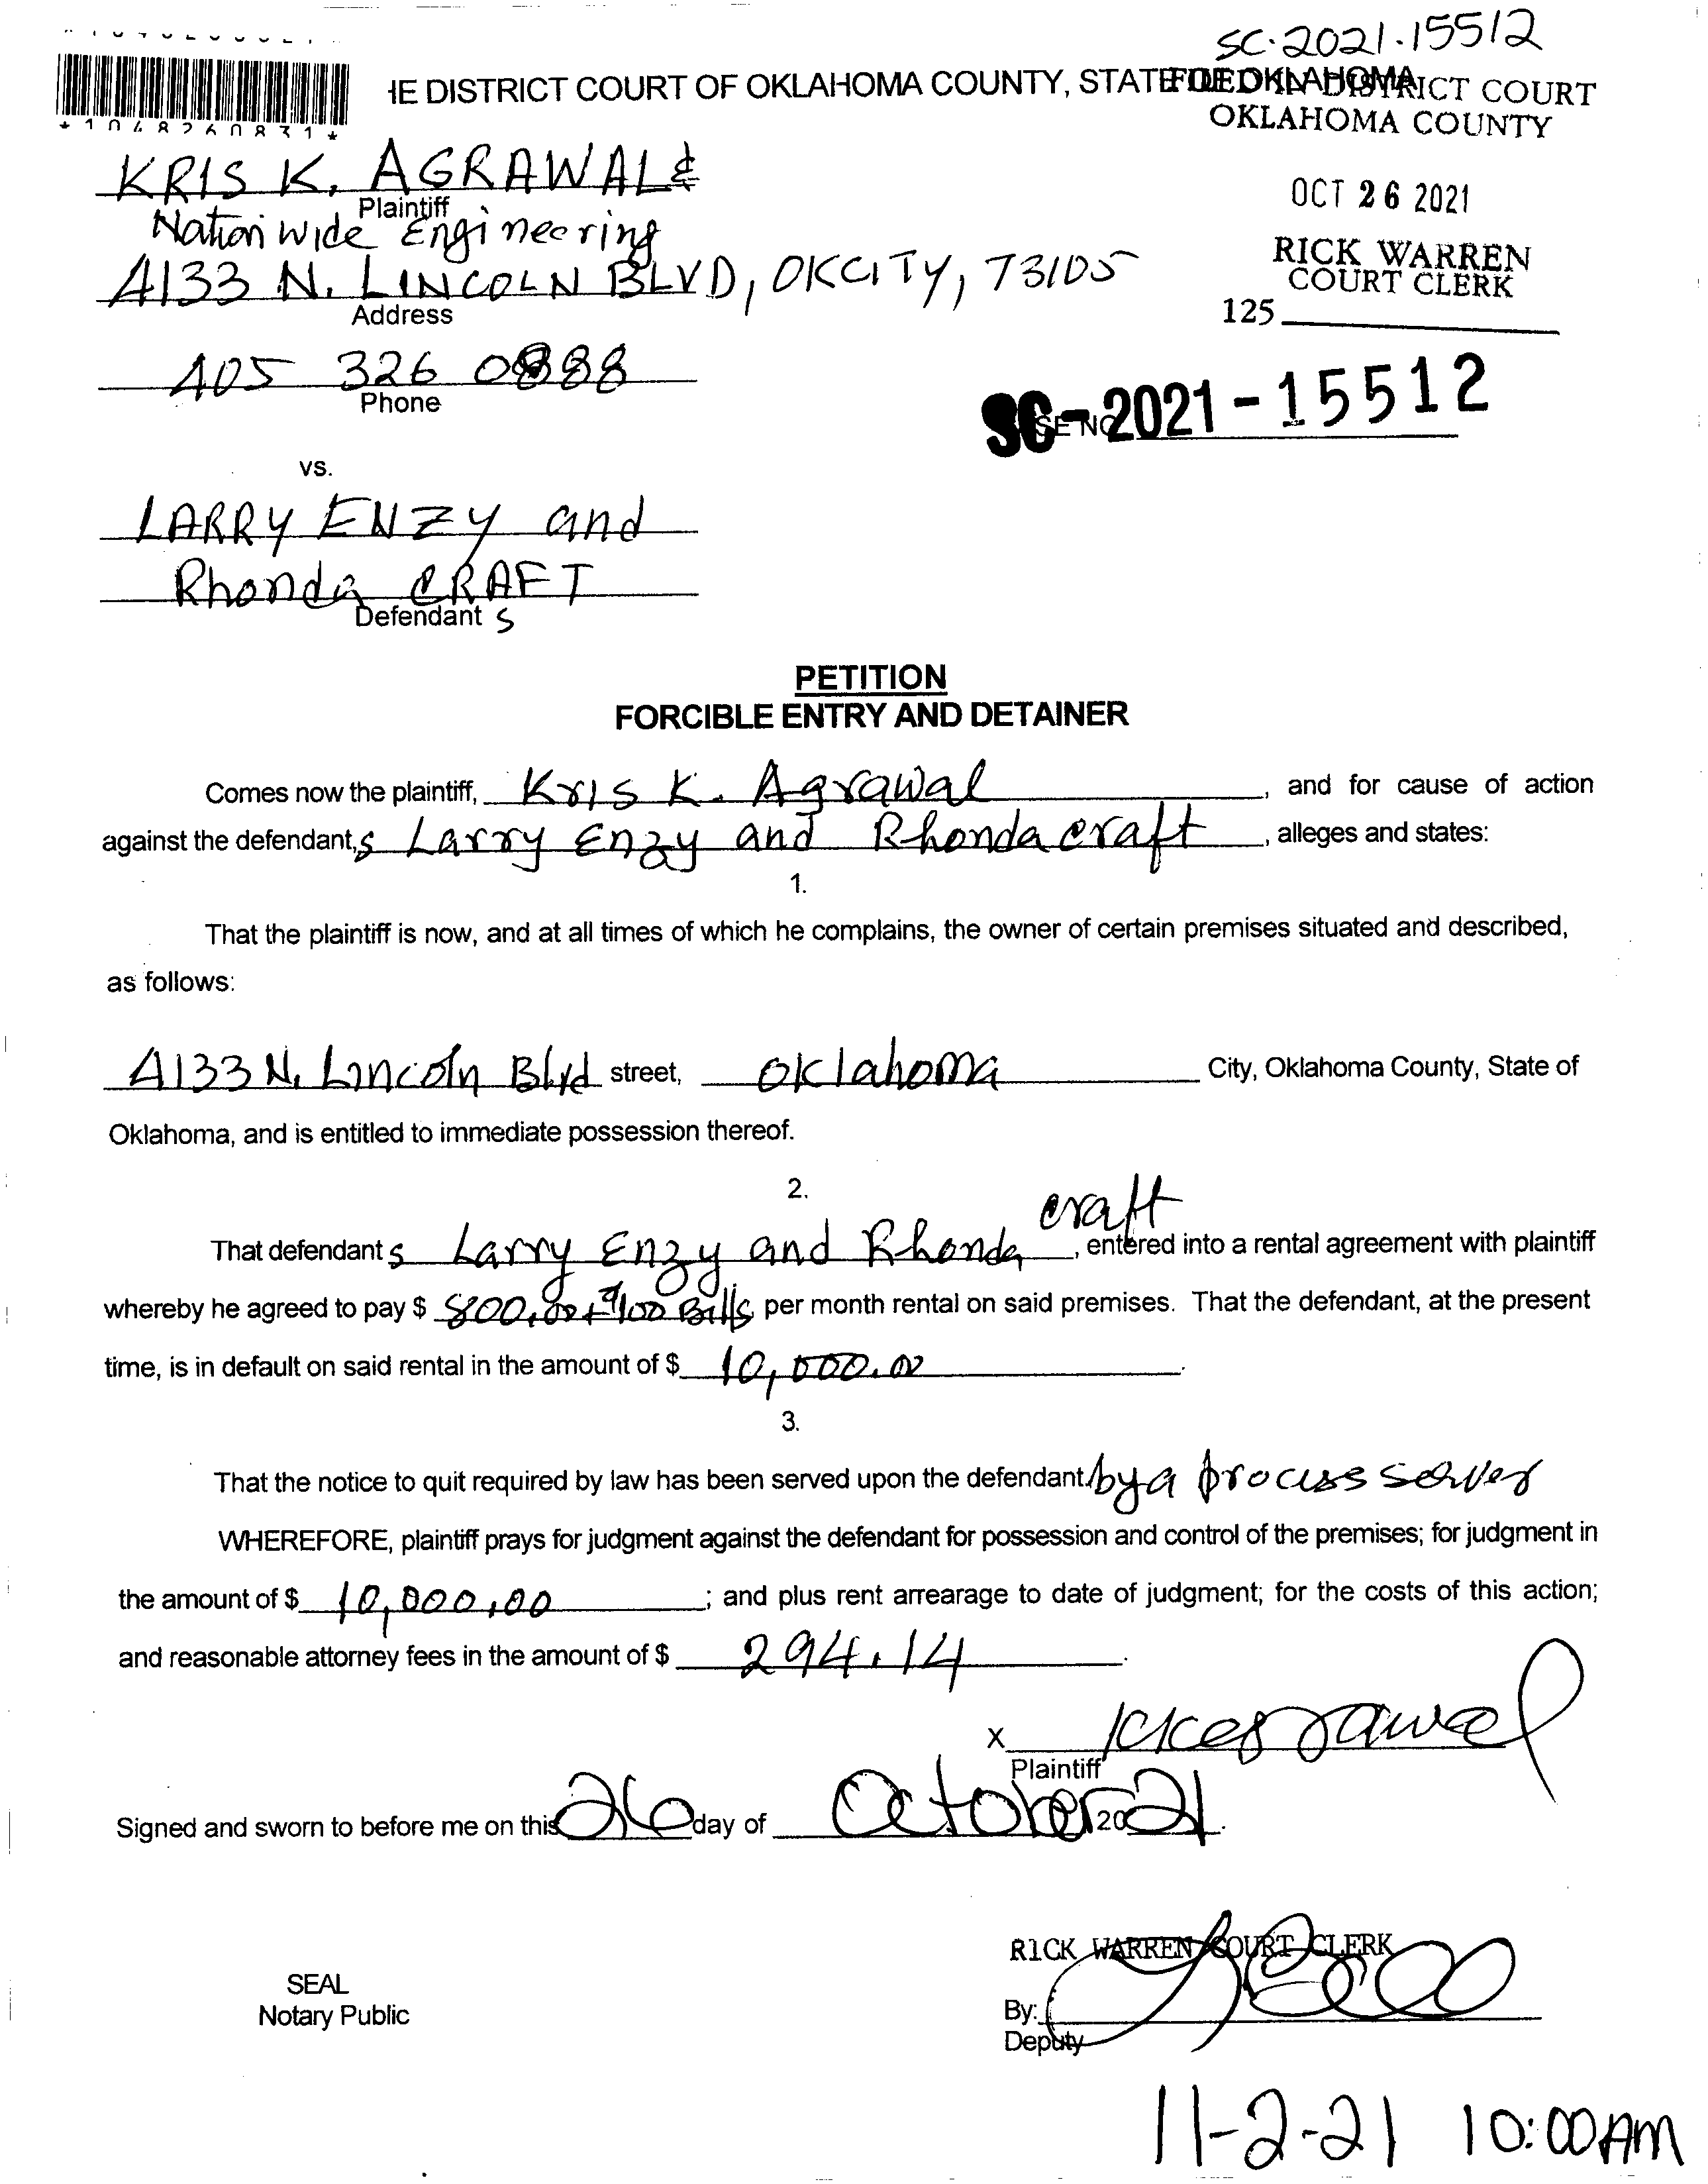 SC-2021-15512
HE DISTRICT COURT OF OKLAHOMA COUNTY, STATE OF OKLAHOMA
FILED IN DISTRICT COURT
OKLAHOMA COUNTY
*1048260831*
KRIS K. AGRAWAL &
Plaintiff
Nationwide Engineering
4133 N. LINCOLN BLVD, OKCITY, 73105
Address
OCT 26 2021
RICK WARREN
COURT CLERK
125
405 326 0888
Phone
SC-2021-15512
SE NO
vs.
LARRY ENZY and
Rhonda CRAFT
Defendant s
PETITION
FORCIBLE ENTRY AND DETAINER
Comes now the plaintiff, Kris K. Agrawal, and for cause of action
against the defendant,s Larry Enzy and Rhonda craft, alleges and states:
1.
That the plaintiff is now, and at all times of which he complains, the owner of certain premises situated and described,
as follows:
4133 N. Lincoln Blvd street, Oklahoma City, Oklahoma County, State of
Oklahoma, and is entitled to immediate possession thereof.
2.
craft
That defendant s Larry Enzy and Rhonda, entered into a rental agreement with plaintiff
whereby he agreed to pay $ 800.00+ 100 Bills per month rental on said premises. That the defendant, at the present
time, is in default on said rental in the amount of $ 10,000.00.
3.
That the notice to quit required by law has been served upon the defendant. by a process server
WHEREFORE, plaintiff prays for judgment against the defendant for possession and control of the premises; for judgment in
the amount of $ 10,000.00; and plus rent arrearage to date of judgment; for the costs of this action;
and reasonable attorney fees in the amount of $ 294.14.
X KKAgrawal
Plaintiff
Signed and sworn to before me on this 26 day of October 2021.
RICK WARREN COURT CLERK
SEAL
Notary Public
By:
Deputy
11-2-21 10:00AM